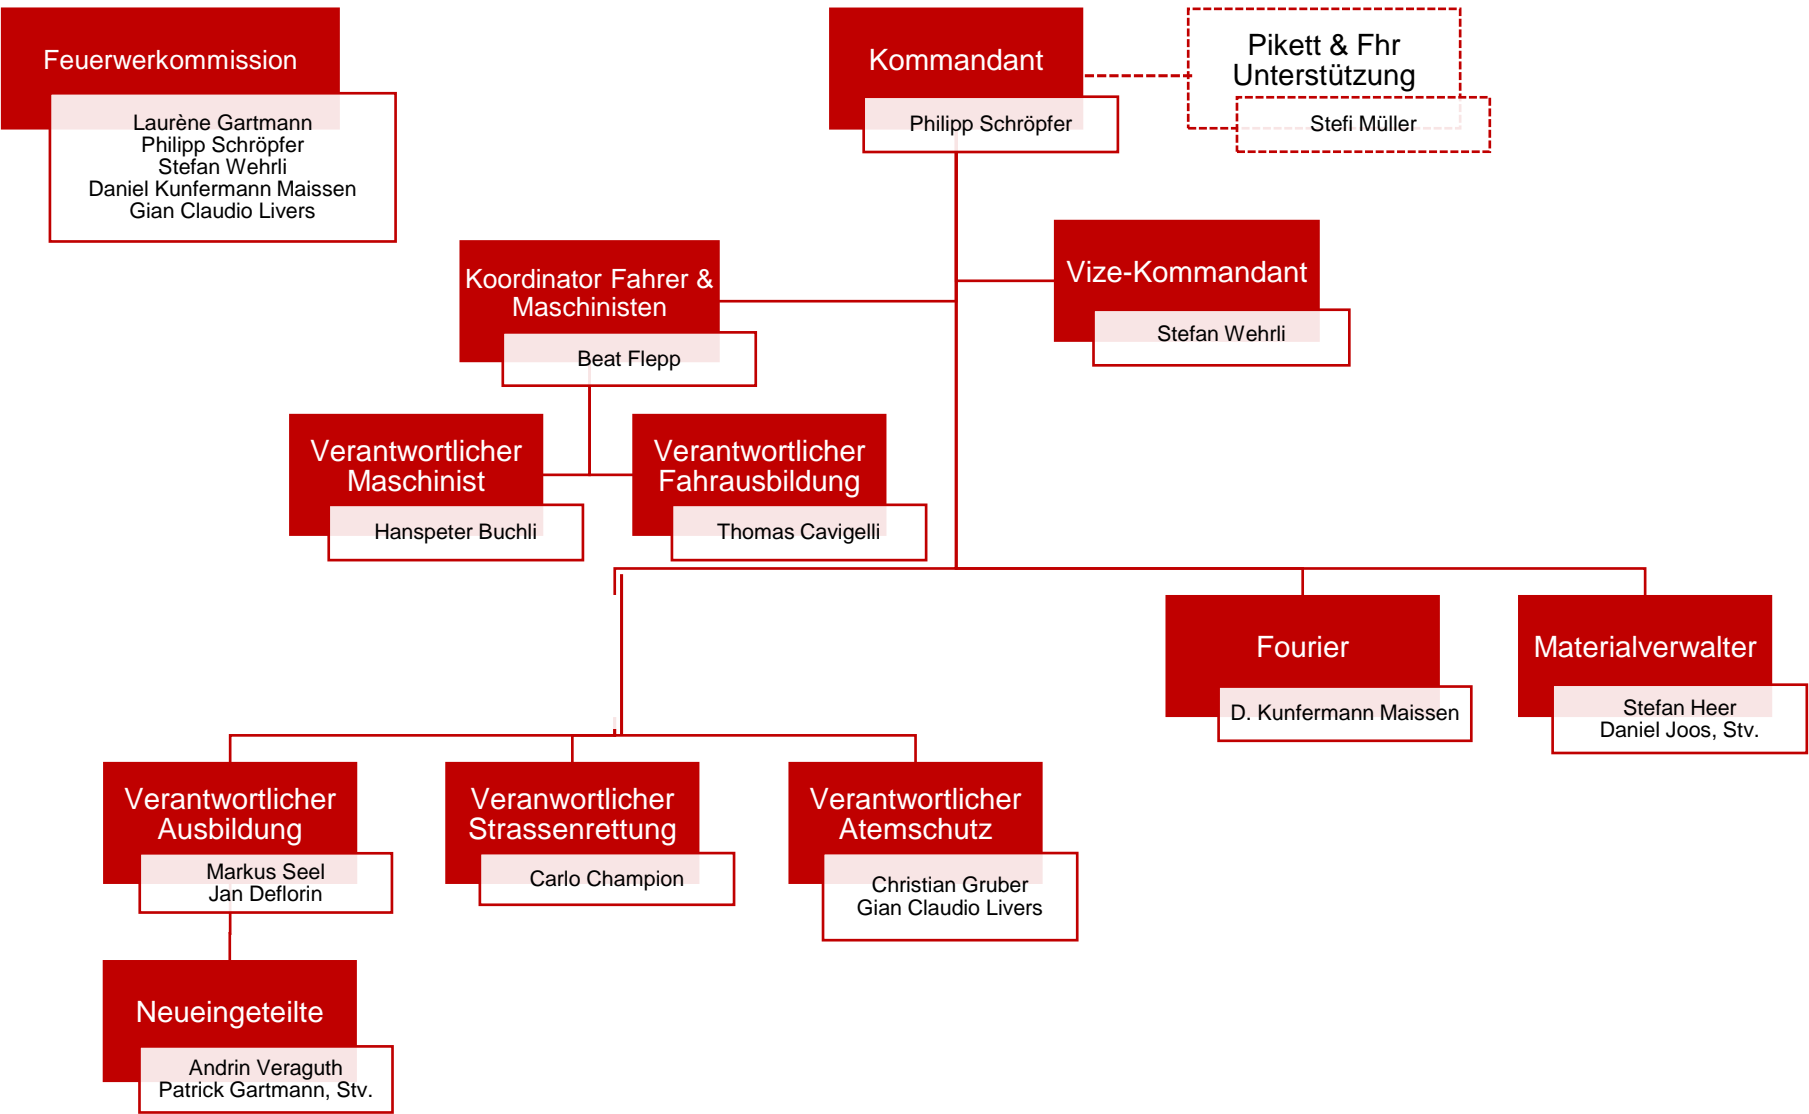 Feuerwerkommission
Laurène Gartmann
Philipp Schröpfer
Stefan Wehrli
Daniel Kunfermann Maissen
Gian Claudio Livers
Kommandant
Philipp Schröpfer
Pikett & Fhr
Unterstützung
Stefi Müller
Koordinator Fahrer &
Maschinisten
Beat Flepp
Vize-Kommandant
Stefan Wehrli
Verantwortlicher
Maschinist
Hanspeter Buchli
Verantwortlicher
Fahrausbildung
Thomas Cavigelli
Fourier
D. Kunfermann Maissen
Materialverwalter
Stefan Heer
Daniel Joos, Stv.
Verantwortlicher
Ausbildung
Markus Seel
Jan Deflorin
Veranwortlicher
Strassenrettung
Carlo Champion
Verantwortlicher
Atemschutz
Christian Gruber
Gian Claudio Livers
Neueingeteilte
Andrin Veraguth
Patrick Gartmann, Stv.